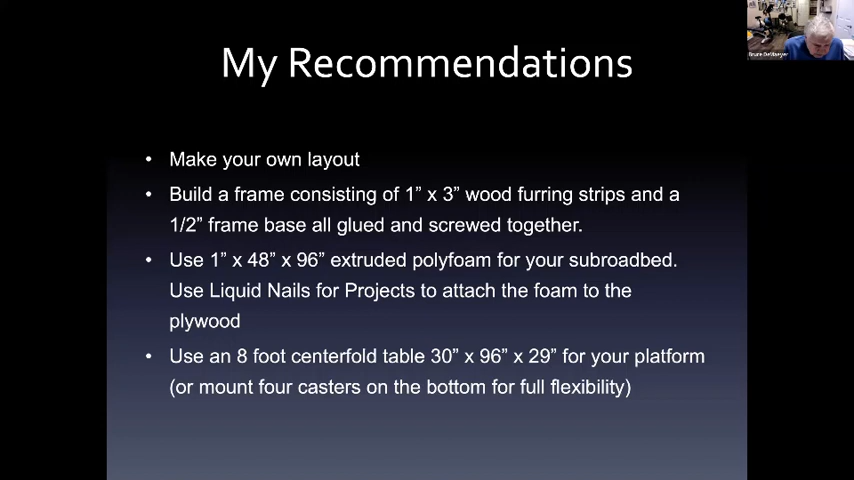 My Recommendations
• Make your own layout
• Build a frame consisting of 1” x 3” wood furring strips and a
1/2” frame base all glued and screwed together.
• Use 1” x 48” x 96” extruded polyfoam for your subroadbed.
Use Liquid Nails for Projects to attach the foam to the
plywood
• Use an 8 foot centerfold table 30” x 96” x 29” for your platform
(or mount four casters on the bottom for full flexibility)